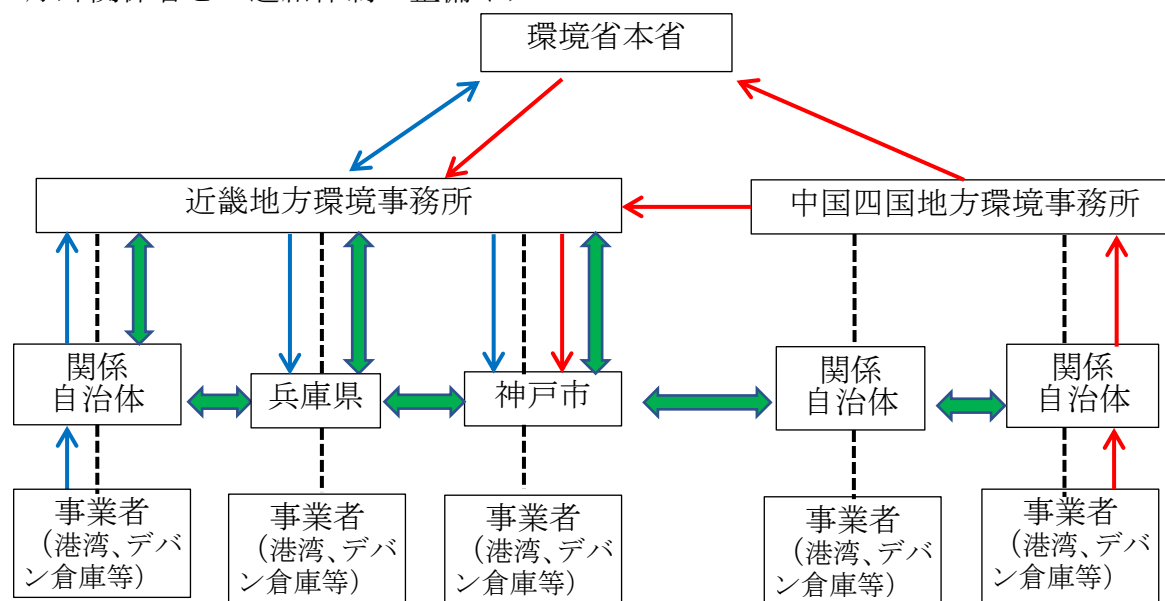 環境省本省
近畿地方環境事務所
中国四国地方環境事務所
関係
自治体
兵庫県
神戸市
関係
自治体
関係
自治体
事業者
（港湾、デバ
ン倉庫等）
事業者
（港湾、デバ
ン倉庫等）
事業者
（港湾、デバ
ン倉庫等）
事業者
（港湾、デバ
ン倉庫等）
事業者
（港湾、デバ
ン倉庫等）